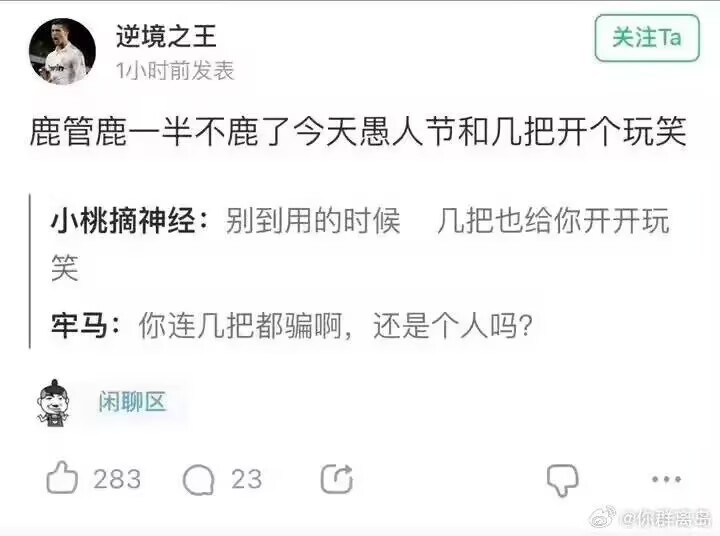 逆境之王
关注Ta
1小时前发表
鹿管鹿一半不鹿了今天愚人节和几把开个玩笑
小桃摘神经：别到用的时候 几把也给你开开玩
笑
牢马：你连几把都骗啊，还是个人吗？
闲聊区
283
23
@你群离岛